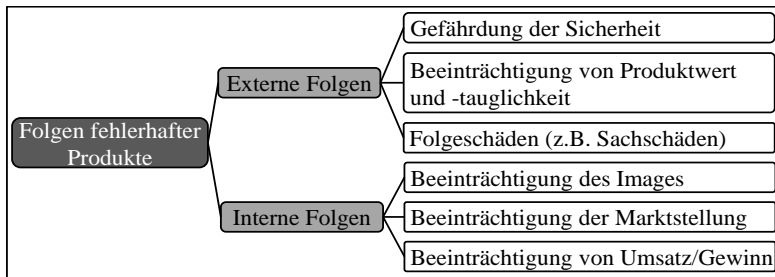 Folgen fehlerhafter
Produkte
Externe Folgen
Gefährdung der Sicherheit
Beeinträchtigung von Produktwert
und -tauglichkeit
Folgeschäden (z.B. Sachschäden)
Interne Folgen
Beeinträchtigung des Images
Beeinträchtigung der Marktstellung
Beeinträchtigung von Umsatz/Gewinn